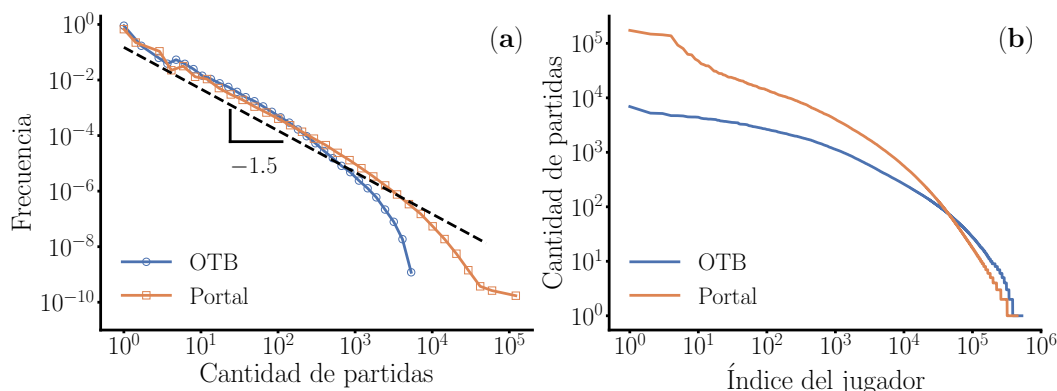 (a)
Frecuencia
10^0
10^{-2}
10^{-4}
10^{-6}
10^{-8}
10^{-10}
−1.5
OTB
Portal
10^0 10^1 10^2 10^3 10^4 10^5
Cantidad de partidas
(b)
Cantidad de partidas
10^5
10^4
10^3
10^2
10^1
10^0
OTB
Portal
10^0 10^1 10^2 10^3 10^4 10^5 10^6
Índice del jugador